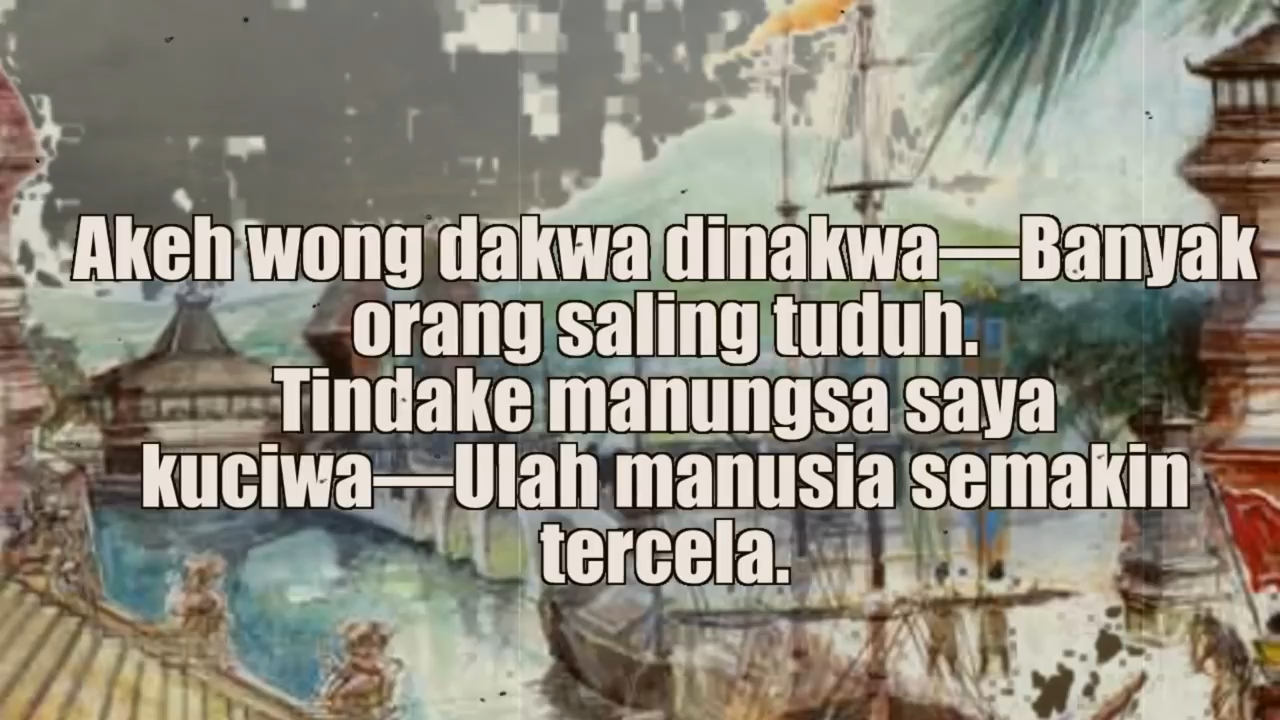 Akeh wong dakwa dinakwa—Banyak
orang saling tuduh.
Tindake manungsa saya
kuciwa—Ulah manusia semakin
tercela.